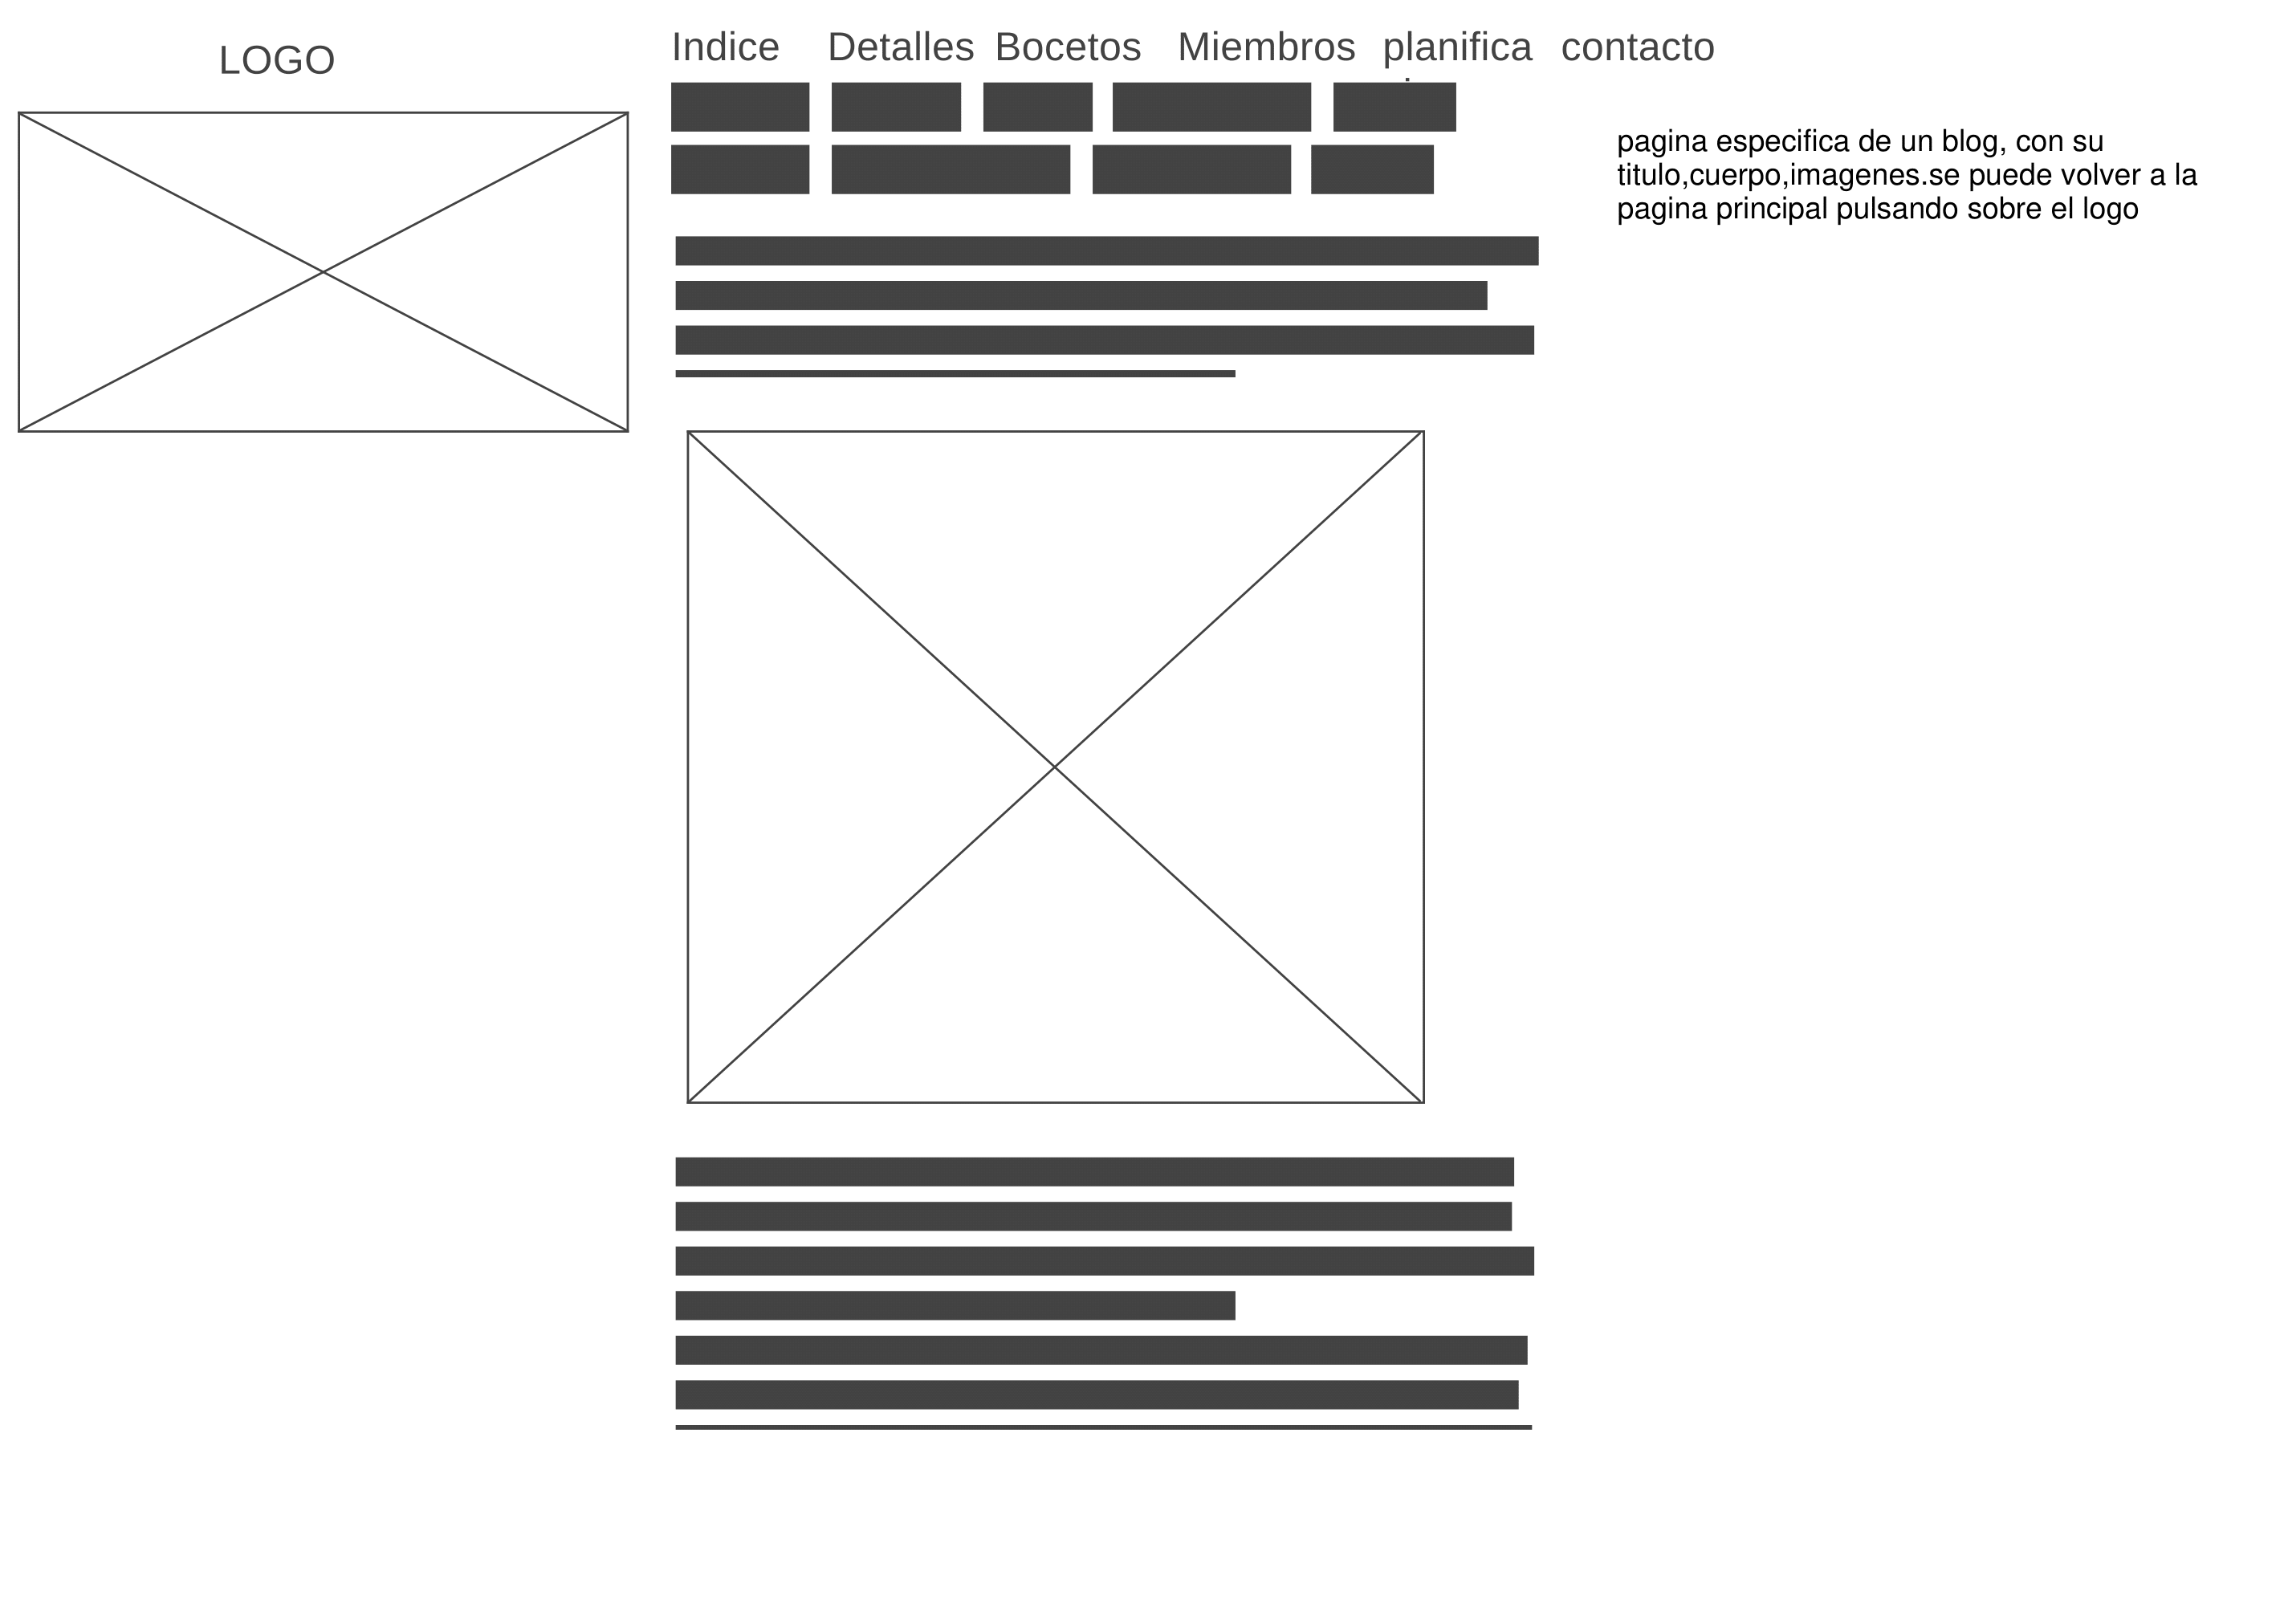 LOGO
Indice Detalles Bocetos Miembros planifica contacto
pagina especifica de un blog, con su
titulo,cuerpo,imagenes.se puede volver a la
pagina principal pulsando sobre el logo